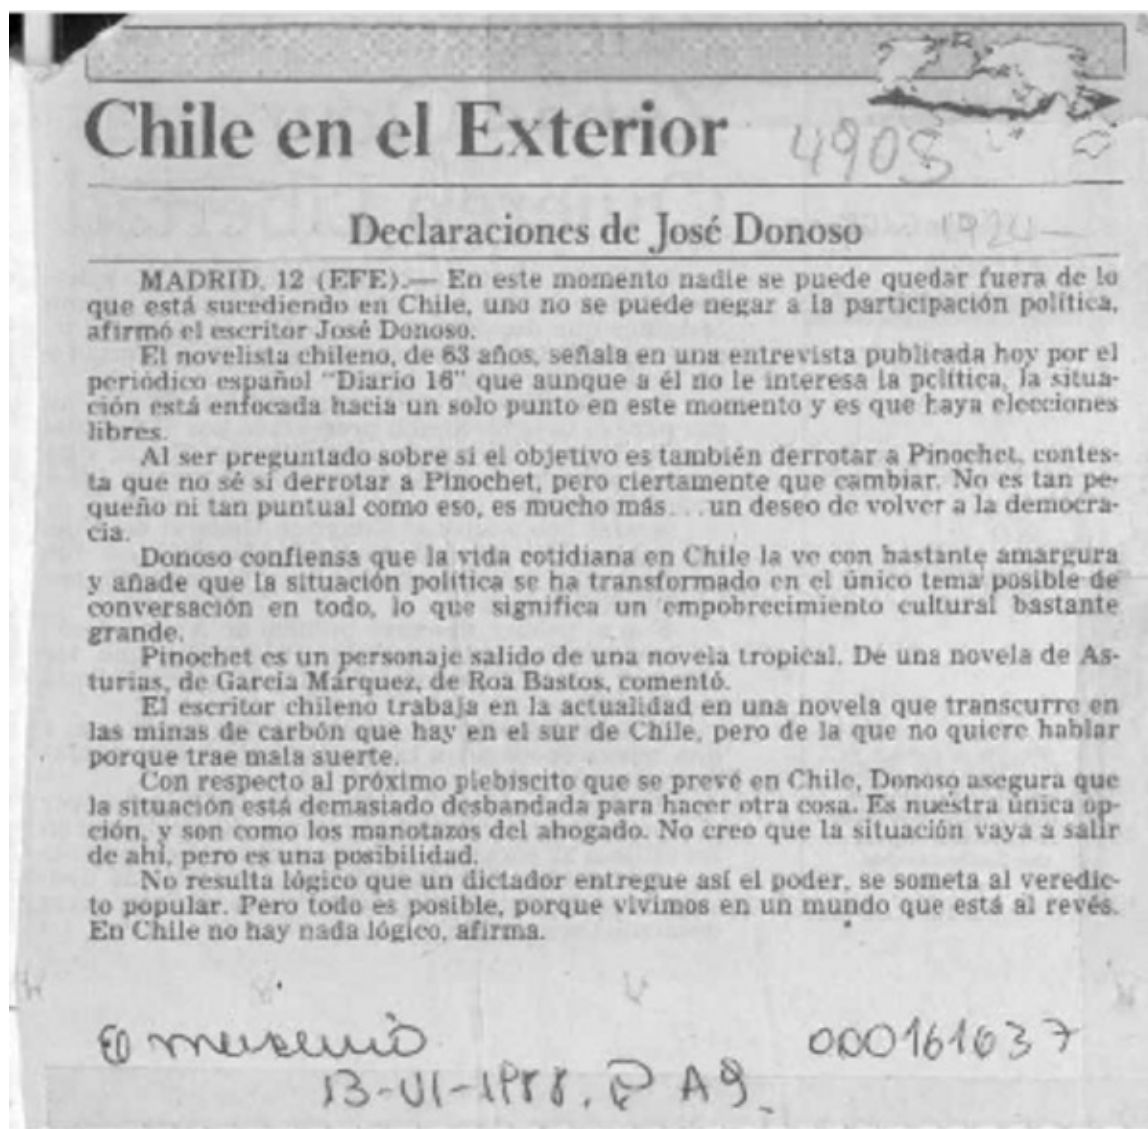 Chile en el Exterior
4905
Declaraciones de José Donoso
1924-
MADRID, 12 (EFE).— En este momento nadie se puede quedar fuera de lo
que está sucediendo en Chile, uno no se puede negar a la participación política,
afirmó el escritor José Donoso.
El novelista chileno, de 63 años, señala en una entrevista publicada hoy por el
periódico español "Diario 16" que aunque a él no le interesa la política, la situa-
ción está enfocada hacia un solo punto en este momento y es que haya elecciones
libres.
Al ser preguntado sobre si el objetivo es también derrotar a Pinochet, contes-
ta que no sé si derrotar a Pinochet, pero ciertamente que cambiar. No es tan pe-
queño ni tan puntual como eso, es mucho más... un deseo de volver a la democra-
cia.
Donoso confiensa que la vida cotidiana en Chile la ve con bastante amargura
y añade que la situación política se ha transformado en el único tema posible de
conversación en todo, lo que significa un empobrecimiento cultural bastante
grande.
Pinochet es un personaje salido de una novela tropical. De una novela de As-
turias, de García Márquez, de Roa Bastos, comentó.
El escritor chileno trabaja en la actualidad en una novela que transcurre en
las minas de carbón que hay en el sur de Chile, pero de la que no quiere hablar
porque trae mala suerte.
Con respecto al próximo plebiscito que se prevé en Chile, Donoso asegura que
la situación está demasiado desbandada para hacer otra cosa. Es nuestra única op-
ción, y son como los manotazos del ahogado. No creo que la situación vaya a salir
de ahí, pero es una posibilidad.
No resulta lógico que un dictador entregue así el poder, se someta al veredic-
to popular. Pero todo es posible, porque vivimos en un mundo que está al revés.
En Chile no hay nada lógico, afirma.
El mercurio
000161637
13-VI-1988. P A9.